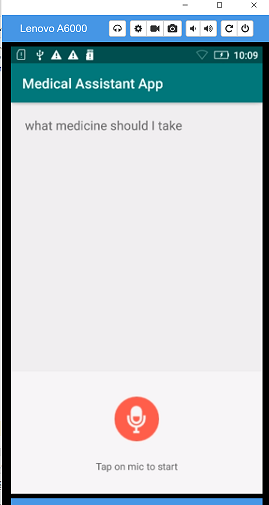 Lenovo A6000
10:09
Medical Assistant App
what medicine should I take
Tap on mic to start